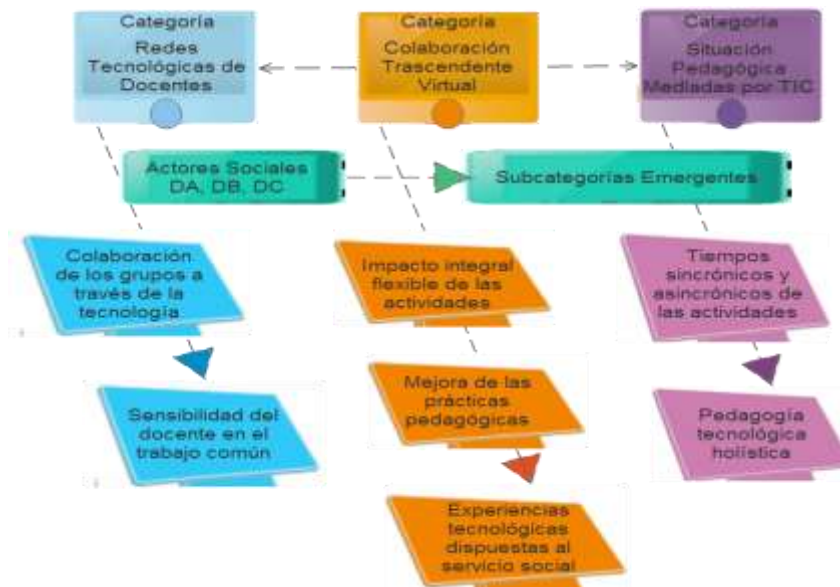 Categoría
Redes
Tecnológicas de
Docentes
Categoría
Colaboración
Trascendente
Virtual
Categoría
Situación
Pedagógica
Mediadas por TIC
Actores Sociales
DA, DB, DC
Subcategorías Emergentes
Colaboración
de los grupos a
través de la
tecnología
Impacto integral
flexible de las
actividades
Tiempos
sincrónicos y
asincrónicos de
las actividades
Sensibilidad del
docente en el
trabajo común
Mejora de las
prácticas
pedagógicas
Pedagogía
tecnológica
holística
Experiencias
tecnológicas
dispuestas al
servicio social